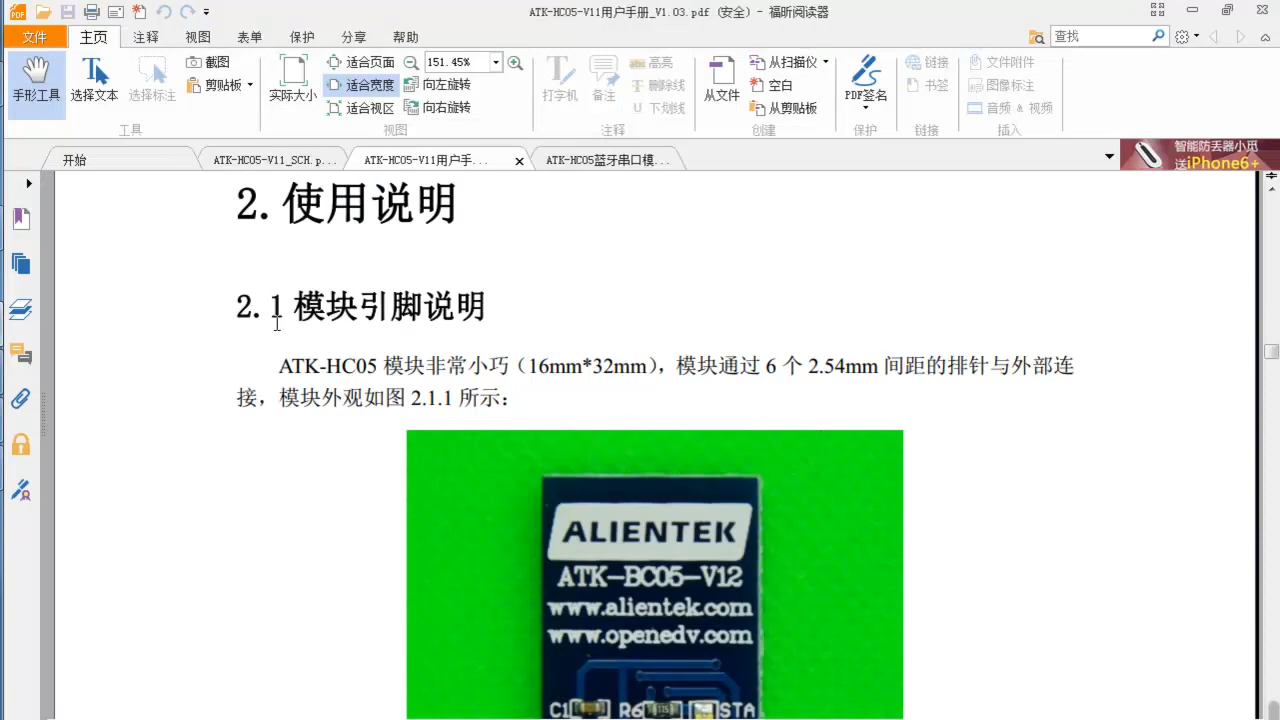 ATK-HC05-V11用户手册_V1.03.pdf (安全) - 福昕阅读器
文件 主页 注释 视图 表单 保护 分享 帮助 查找
手形工具 选择文本 选择标注 截图 剪贴板
工具
实际大小 适合页面 适合宽度 适合视区 151.45% 向左旋转 向右旋转
视图
打字机 备注 高亮 删除线 下划线
注释
从文件 从扫描仪 空白 从剪贴板
创建
PDF签名
保护
链接 书签
链接
文件附件 图像标注 音频 & 视频
插入
开始 ATK-HC05-V11_SCH.p... ATK-HC05-V11用户手... ATK-HC05蓝牙串口模...
智能防丢器小觅
送iPhone6+
2.使用说明
2.1 模块引脚说明
ATK-HC05 模块非常小巧（16mm*32mm），模块通过 6 个 2.54mm 间距的排针与外部连
接，模块外观如图 2.1.1 所示：
ALIENTEK
ATK-BC05-V12
www.alientek.com
www.openedv.com
C1 R6 STA